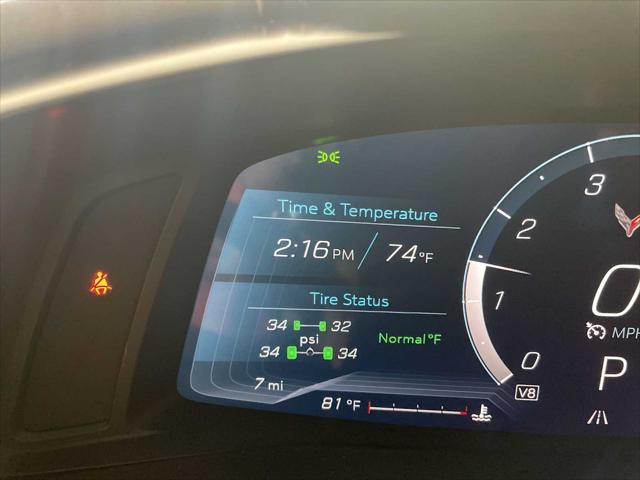 Time & Temperature
2:16 PM / 74°F
Tire Status
34 32
psi
Normal °F
34 34
7 mi
81 °F
3
2
1
0
V8
0
MPH
P